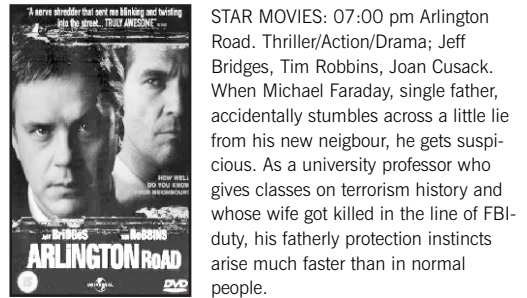 "A nerve shredder that sent me blinking and twisting
into the street... TRULY AWESOME"
HOW WELL
DO YOU KNOW
YOUR NEIGHBOUR?
JEFF BRIDGES TIM ROBBINS
ARLINGTON ROAD
15
UNIVERSAL
DVD
STAR MOVIES: 07:00 pm Arlington
Road. Thriller/Action/Drama; Jeff
Bridges, Tim Robbins, Joan Cusack.
When Michael Faraday, single father,
accidentally stumbles across a little lie
from his new neigbour, he gets suspi-
cious. As a university professor who
gives classes on terrorism history and
whose wife got killed in the line of FBI-
duty, his fatherly protection instincts
arise much faster than in normal
people.